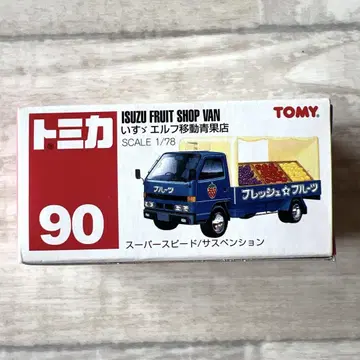 トミカ
90
ISUZU FRUIT SHOP VAN
いすゞ エルフ移動青果店
SCALE 1/78
TOMY.
フルーツ
フレッシュ☆フルーツ
スーパースピード/サスペンション